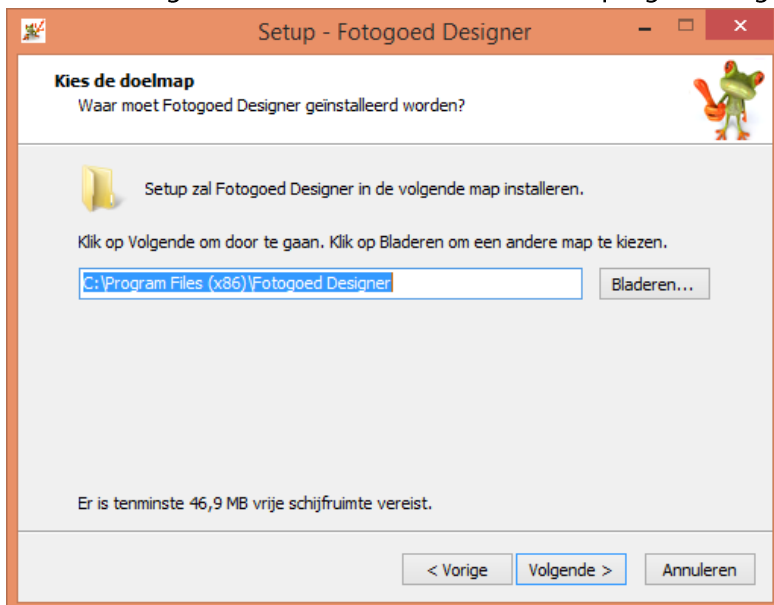 Setup - Fotogoed Designer
Kies de doelmap
Waar moet Fotogoed Designer geïnstalleerd worden?
Setup zal Fotogoed Designer in de volgende map installeren.
Klik op Volgende om door te gaan. Klik op Bladeren om een andere map te kiezen.
C:\Program Files (x86)\Fotogoed Designer
Bladeren...
Er is tenminste 46,9 MB vrije schijfruimte vereist.
< Vorige Volgende > Annuleren